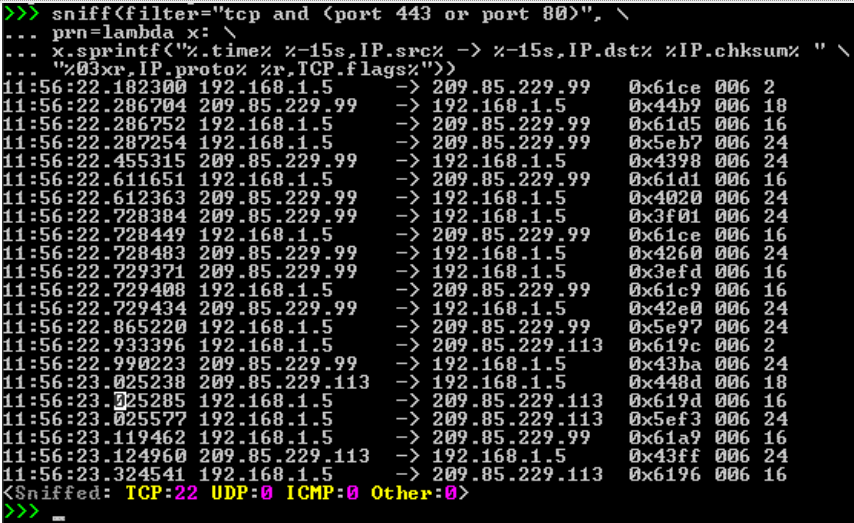 >>> sniff(filter="tcp and (port 443 or port 80)", \
... prn=lambda x: \
... x.sprintf("%.time% %-15s,IP.src% -> %-15s,IP.dst% %IP.chksum% " \
... "%03xr,IP.proto% %r,TCP.flags%"))
11:56:22.182300 192.168.1.5 -> 209.85.229.99 0x61ce 006 2
11:56:22.286704 209.85.229.99 -> 192.168.1.5 0x44b9 006 18
11:56:22.286752 192.168.1.5 -> 209.85.229.99 0x61d5 006 16
11:56:22.287254 192.168.1.5 -> 209.85.229.99 0x5eb7 006 24
11:56:22.455315 209.85.229.99 -> 192.168.1.5 0x4398 006 24
11:56:22.611651 192.168.1.5 -> 209.85.229.99 0x61d1 006 16
11:56:22.612363 209.85.229.99 -> 192.168.1.5 0x4020 006 24
11:56:22.728384 209.85.229.99 -> 192.168.1.5 0x3f01 006 24
11:56:22.728449 192.168.1.5 -> 209.85.229.99 0x61ce 006 16
11:56:22.728483 209.85.229.99 -> 192.168.1.5 0x4260 006 24
11:56:22.729371 209.85.229.99 -> 192.168.1.5 0x3efd 006 16
11:56:22.729408 192.168.1.5 -> 209.85.229.99 0x61c9 006 16
11:56:22.729434 209.85.229.99 -> 192.168.1.5 0x42e0 006 24
11:56:22.865220 192.168.1.5 -> 209.85.229.99 0x5e97 006 24
11:56:22.933396 192.168.1.5 -> 209.85.229.113 0x619c 006 2
11:56:22.990223 209.85.229.99 -> 192.168.1.5 0x43ba 006 24
11:56:23.025238 209.85.229.113 -> 192.168.1.5 0x448d 006 18
11:56:23.025285 192.168.1.5 -> 209.85.229.113 0x619d 006 16
11:56:23.025577 192.168.1.5 -> 209.85.229.113 0x5ef3 006 24
11:56:23.119462 192.168.1.5 -> 209.85.229.99 0x61a9 006 16
11:56:23.124960 209.85.229.113 -> 192.168.1.5 0x43ff 006 24
11:56:23.324541 192.168.1.5 -> 209.85.229.113 0x6196 006 16
<Sniffed: TCP:22 UDP:0 ICMP:0 Other:0>
>>> _